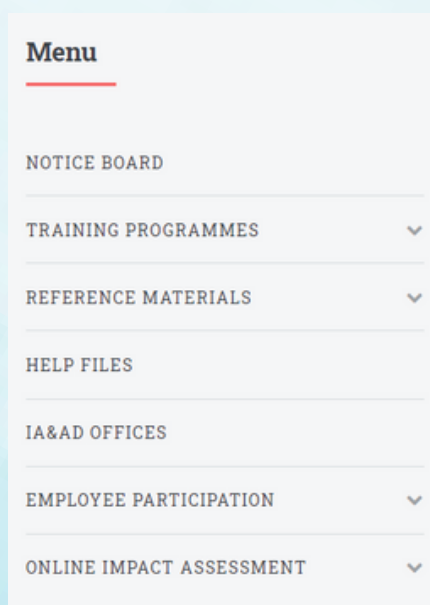 Menu
NOTICE BOARD
TRAINING PROGRAMMES
REFERENCE MATERIALS
HELP FILES
IA&AD OFFICES
EMPLOYEE PARTICIPATION
ONLINE IMPACT ASSESSMENT